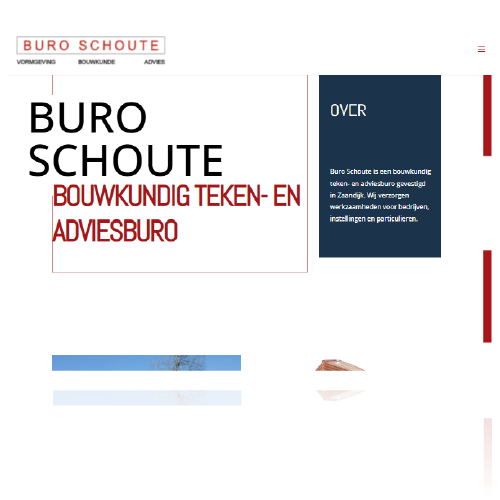 BURO SCHOUTE
VORMGEVING BOUWKUNDE ADVIES
BURO
SCHOUTE
BOUWKUNDIG TEKEN- EN
ADVIESBURO
OVER
Buro Schoute is een bouwkundig
teken- en adviesburo gevestigd
in Zaandijk. Wij verzorgen
werkzaamheden voor bedrijven,
instellingen en particulieren.